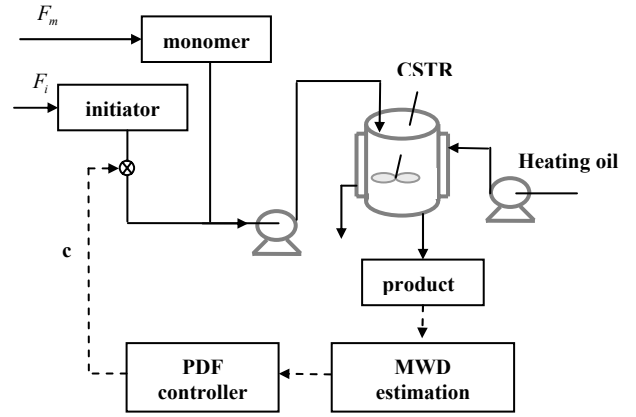 F_m
monomer
F_i
initiator
CSTR
Heating oil
c
product
PDF
controller
MWD
estimation